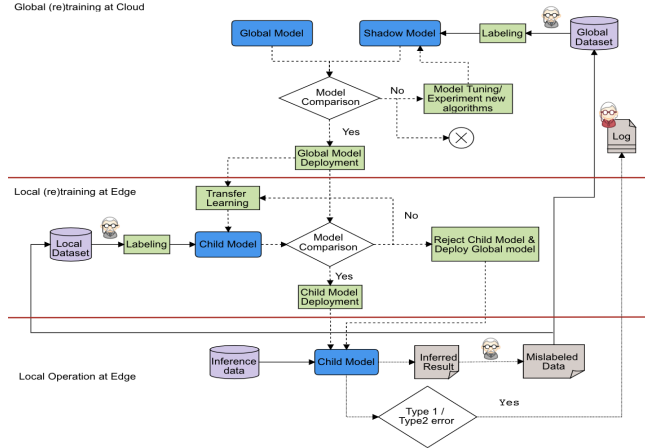 Global (re)training at Cloud
Global Model
Shadow Model
Labeling
Global
Dataset
Model
Comparison
No
Model Tuning/
Experiment new
algorithms
Log
Yes
Global Model
Deployment
Local (re)training at Edge
Transfer
Learning
No
Local
Dataset
Labeling
Child Model
Model
Comparison
Reject Child Model &
Deploy Global model
Yes
Child Model
Deployment
Inference
data
Child Model
Inferred
Result
Mislabeled
Data
Local Operation at Edge
Type 1 /
Type2 error
Yes